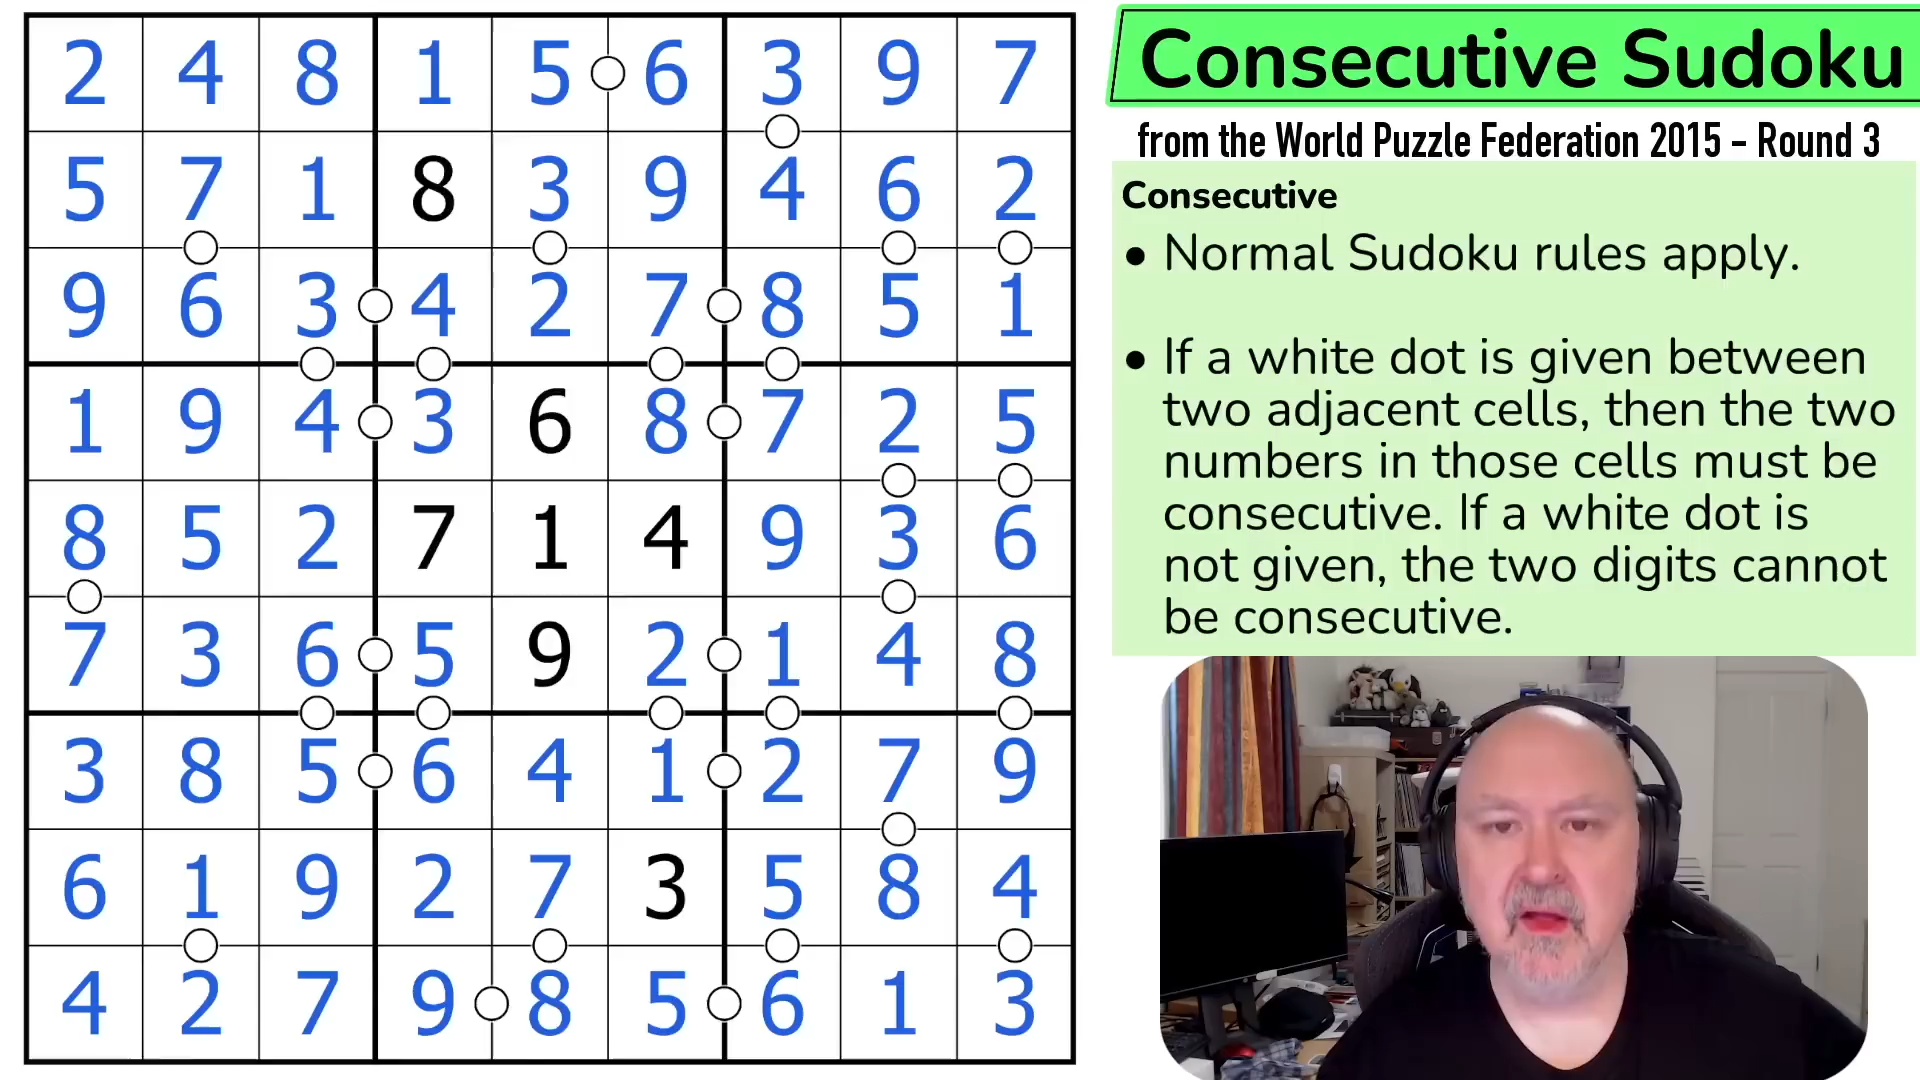 Consecutive Sudoku
from the World Puzzle Federation 2015 - Round 3
Consecutive
• Normal Sudoku rules apply.
• If a white dot is given between
two adjacent cells, then the two
numbers in those cells must be
consecutive. If a white dot is
not given, the two digits cannot
be consecutive.
2 4 8 1 5 6 3 9 7
5 7 1 8 3 9 4 6 2
9 6 3 4 2 7 8 5 1
1 9 4 3 6 8 7 2 5
8 5 2 7 1 4 9 3 6
7 3 6 5 9 2 1 4 8
3 8 5 6 4 1 2 7 9
6 1 9 2 7 3 5 8 4
4 2 7 9 8 5 6 1 3